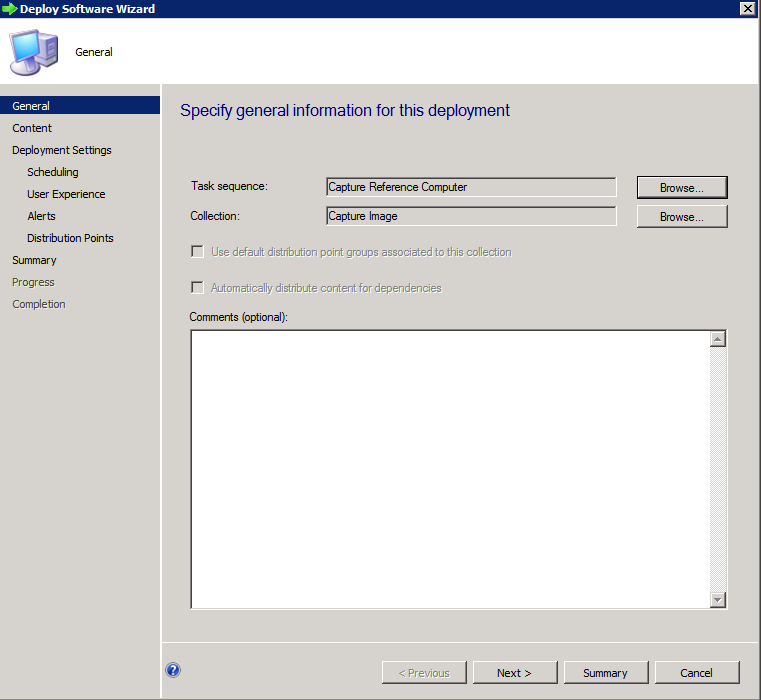 Deploy Software Wizard
General
General
Content
Deployment Settings
Scheduling
User Experience
Alerts
Distribution Points
Summary
Progress
Completion
Specify general information for this deployment
Task sequence: Capture Reference Computer Browse...
Collection: Capture Image Browse...
Use default distribution point groups associated to this collection
Automatically distribute content for dependencies
Comments (optional):
? < Previous Next > Summary Cancel